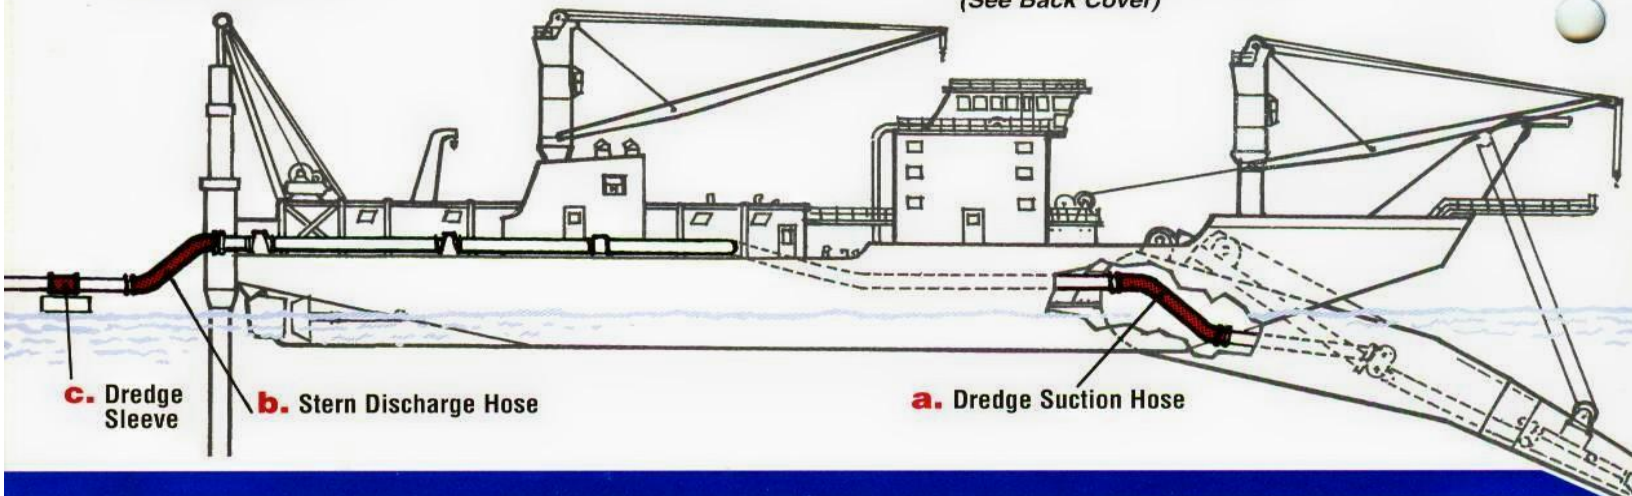 (See Back Cover)
c. Dredge
Sleeve
b. Stern Discharge Hose
a. Dredge Suction Hose